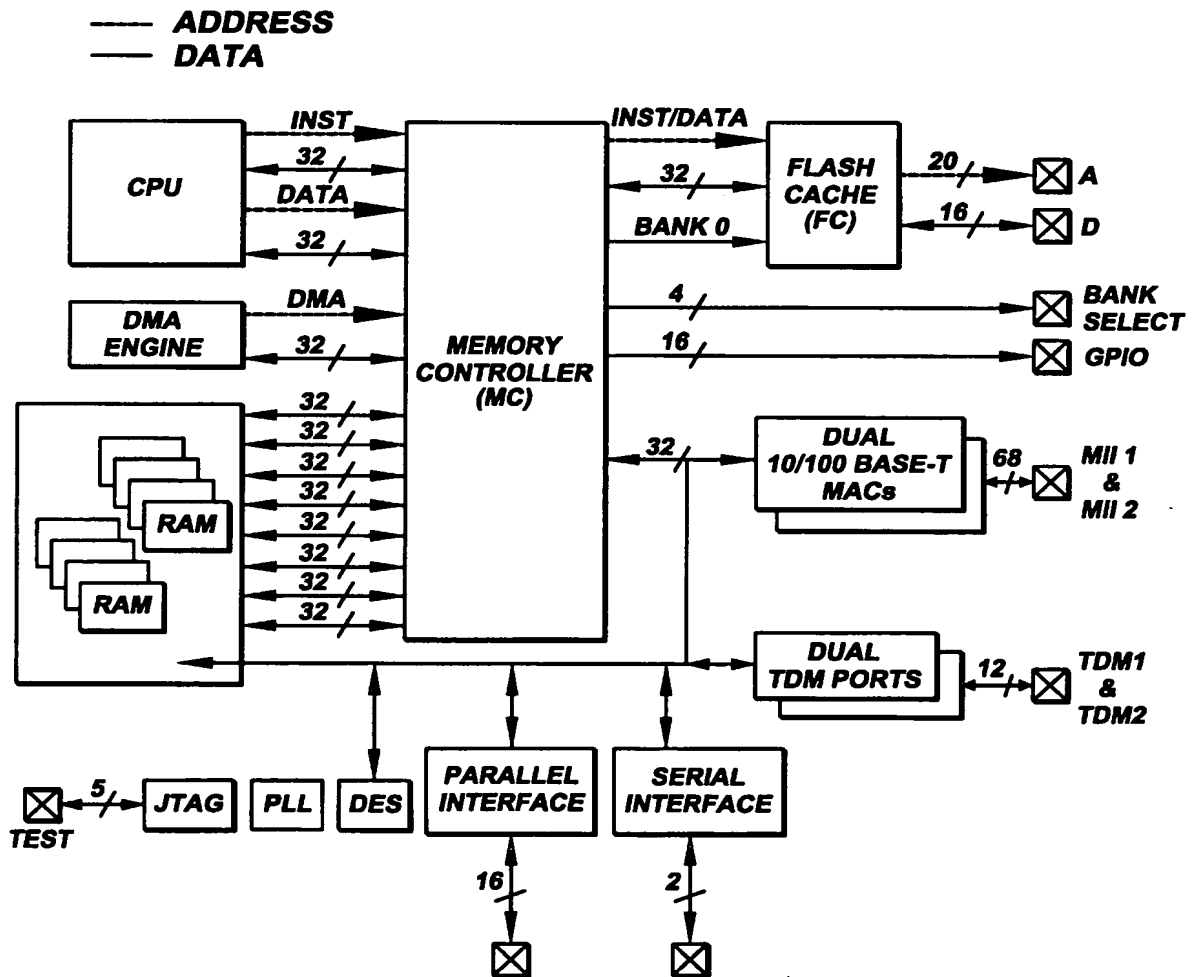 ADDRESS
DATA
CPU
INST
32
DATA
32
DMA
ENGINE
DMA
32
32
32
32
32
32
32
32
32
RAM
RAM
MEMORY
CONTROLLER
(MC)
INST/DATA
32
BANK 0
FLASH
CACHE
(FC)
20
A
16
D
4
BANK
SELECT
16
GPIO
32
DUAL
10/100 BASE-T
MACs
68
MII 1
&
MII 2
DUAL
TDM PORTS
12
TDM1
&
TDM2
TEST
5
JTAG
PLL
DES
PARALLEL
INTERFACE
SERIAL
INTERFACE
16
2